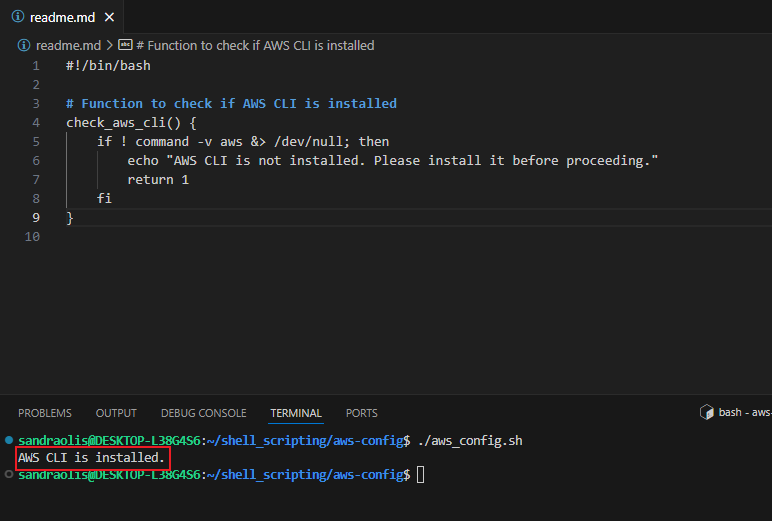 readme.md
readme.md > # Function to check if AWS CLI is installed
1 #!/bin/bash
2
3 # Function to check if AWS CLI is installed
4 check_aws_cli() {
5     if ! command -v aws &> /dev/null; then
6         echo "AWS CLI is not installed. Please install it before proceeding."
7         return 1
8     fi
9 }
10
PROBLEMS OUTPUT DEBUG CONSOLE TERMINAL PORTS bash - aws-
sandraolis@DESKTOP-L38G4S6:~/shell_scripting/aws-config$ ./aws_config.sh
AWS CLI is installed.
sandraolis@DESKTOP-L38G4S6:~/shell_scripting/aws-config$